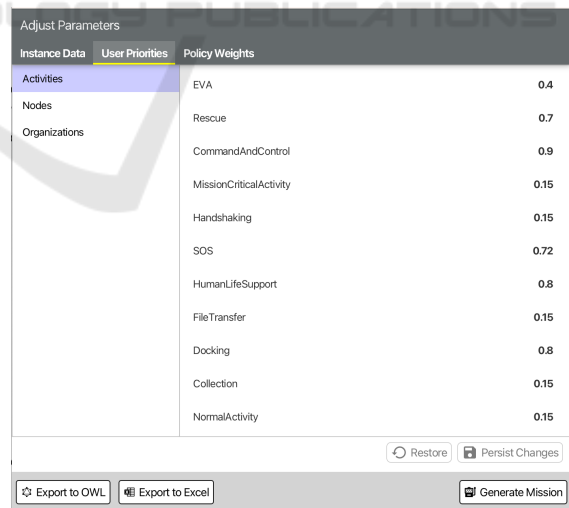 LOGY PUBLICATIONS
Adjust Parameters
Instance Data User Priorities Policy Weights
Activities
Nodes
Organizations
EVA 0.4
Rescue 0.7
CommandAndControl 0.9
MissionCriticalActivity 0.15
Handshaking 0.15
SOS 0.72
HumanLifeSupport 0.8
FileTransfer 0.15
Docking 0.8
Collection 0.15
NormalActivity 0.15
Restore Persist Changes
Export to OWL Export to Excel Generate Mission